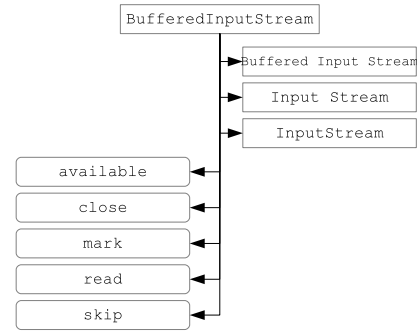 BufferedInputStream
Buffered Input Stream
Input Stream
InputStream
available
close
mark
read
skip